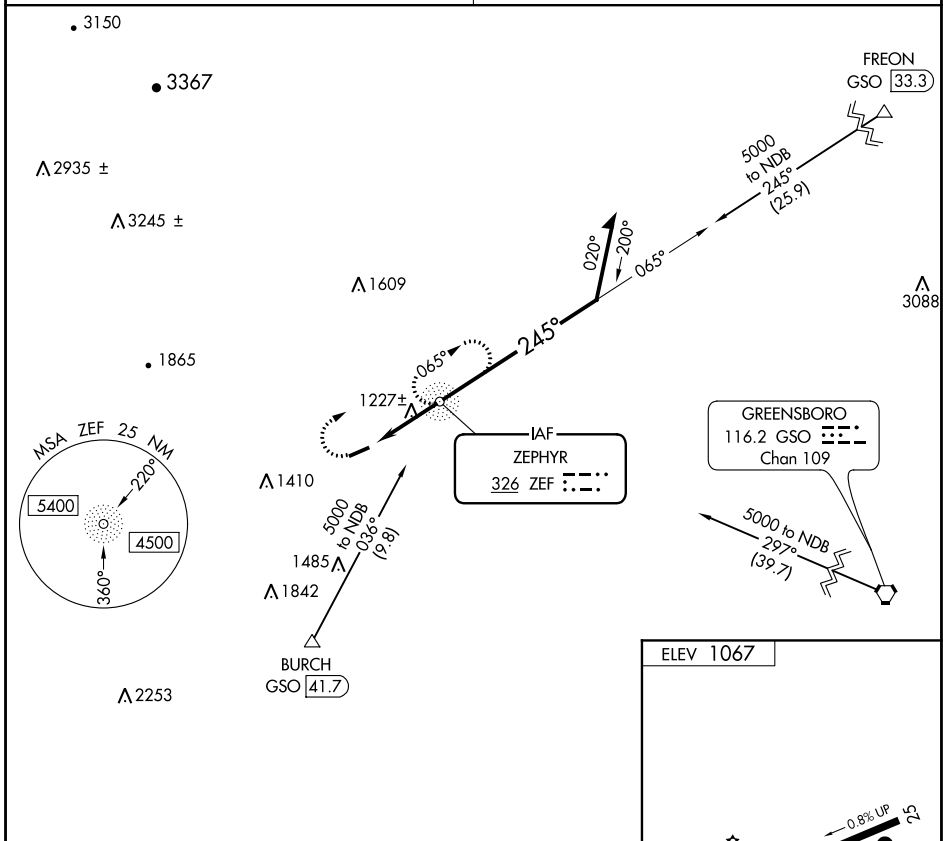 3150
3367
FREON
GSO 33.3
2935 ±
5000
to NDB
245°
(25.9)
3245 ±
020°
200°
065°
1609
3088
245°
1865
065°
1227±
MSA ZEF 25 NM
220°
5400
4500
360°
IAF
ZEPHYR
326 ZEF
GREENSBORO
116.2 GSO
Chan 109
1410
5000
to NDB
036°
(9.8)
5000 to NDB
297°
(39.7)
1485
1842
BURCH
GSO 41.7
2253
ELEV 1067
0.8% UP
25